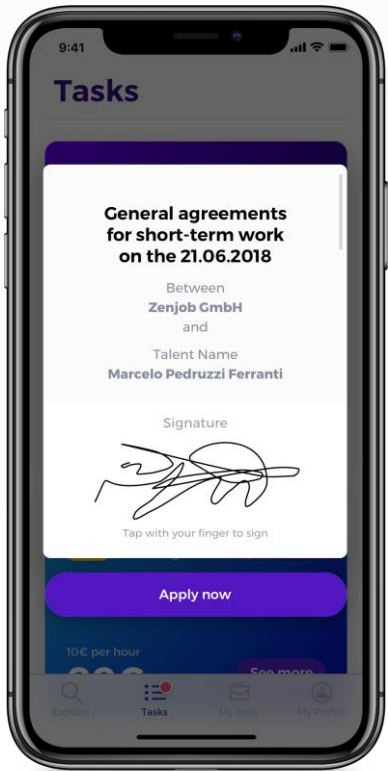 9:41
Tasks
General agreements
for short-term work
on the 21.06.2018
Between
Zenjob GmbH
and
Talent Name
Marcelo Pedruzzi Ferranti
Signature
Tap with your finger to sign
Apply now
10€ per hour
See more
Explore
Tasks
My Jobs
My Profile